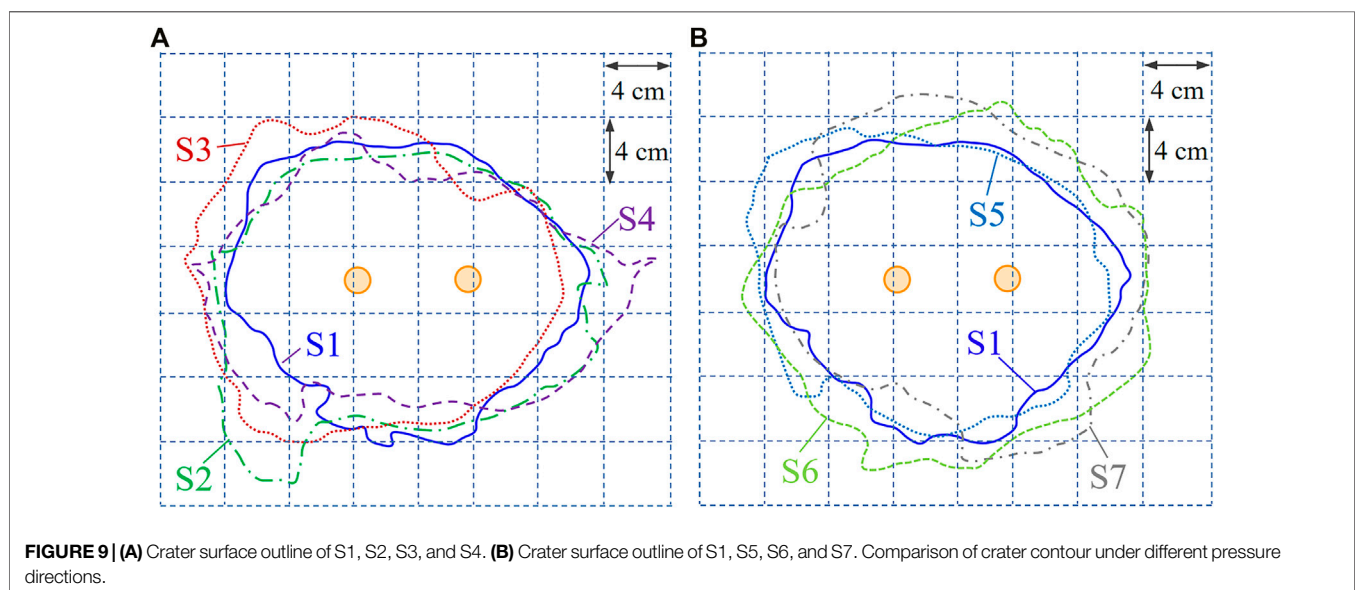 A
B
4 cm
4 cm
S3
4 cm
4 cm
S4
S5
S1
S1
S2
S6
S7
FIGURE 9 | (A) Crater surface outline of S1, S2, S3, and S4. (B) Crater surface outline of S1, S5, S6, and S7. Comparison of crater contour under different pressure
directions.